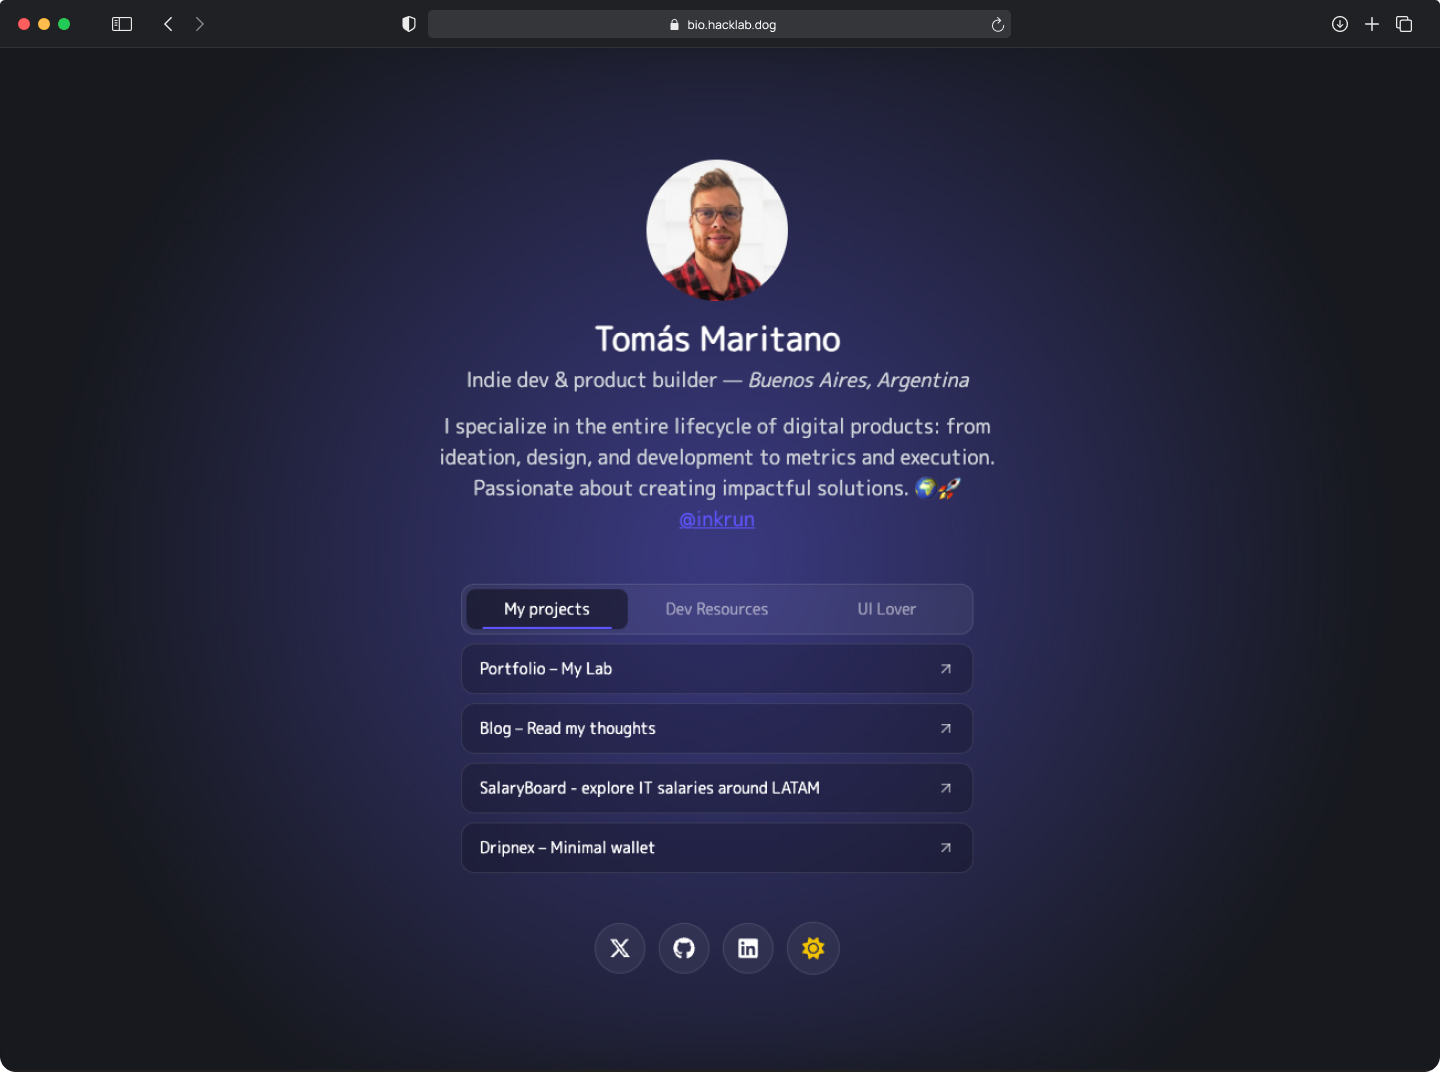 bio.hacklab.dog
Tomás Maritano
Indie dev & product builder — Buenos Aires, Argentina
I specialize in the entire lifecycle of digital products: from
ideation, design, and development to metrics and execution.
Passionate about creating impactful solutions. 🌍🚀
@inkrun
My projects
Dev Resources
UI Lover
Portfolio – My Lab
Blog – Read my thoughts
SalaryBoard - explore IT salaries around LATAM
Dripnex – Minimal wallet